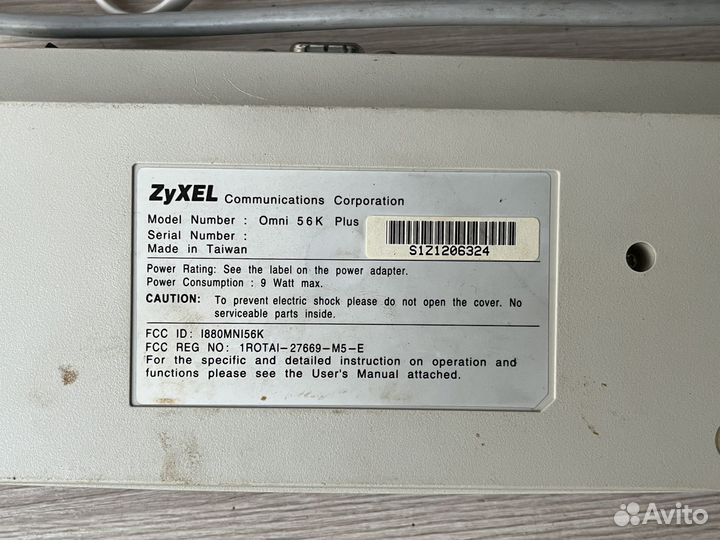 ZyXEL Communications Corporation
Model Number : Omni 56K Plus
Serial Number :
S1Z1206324
Made in Taiwan
Power Rating: See the label on the power adapter.
Power Consumption : 9 Watt max.
CAUTION: To prevent electric shock please do not open the cover. No
serviceable parts inside.
FCC ID: I880MNI56K
FCC REG NO: 1ROTAI-27669-M5-E
For the specific and detailed instruction on operation and
functions please see the User's Manual attached.
Avito